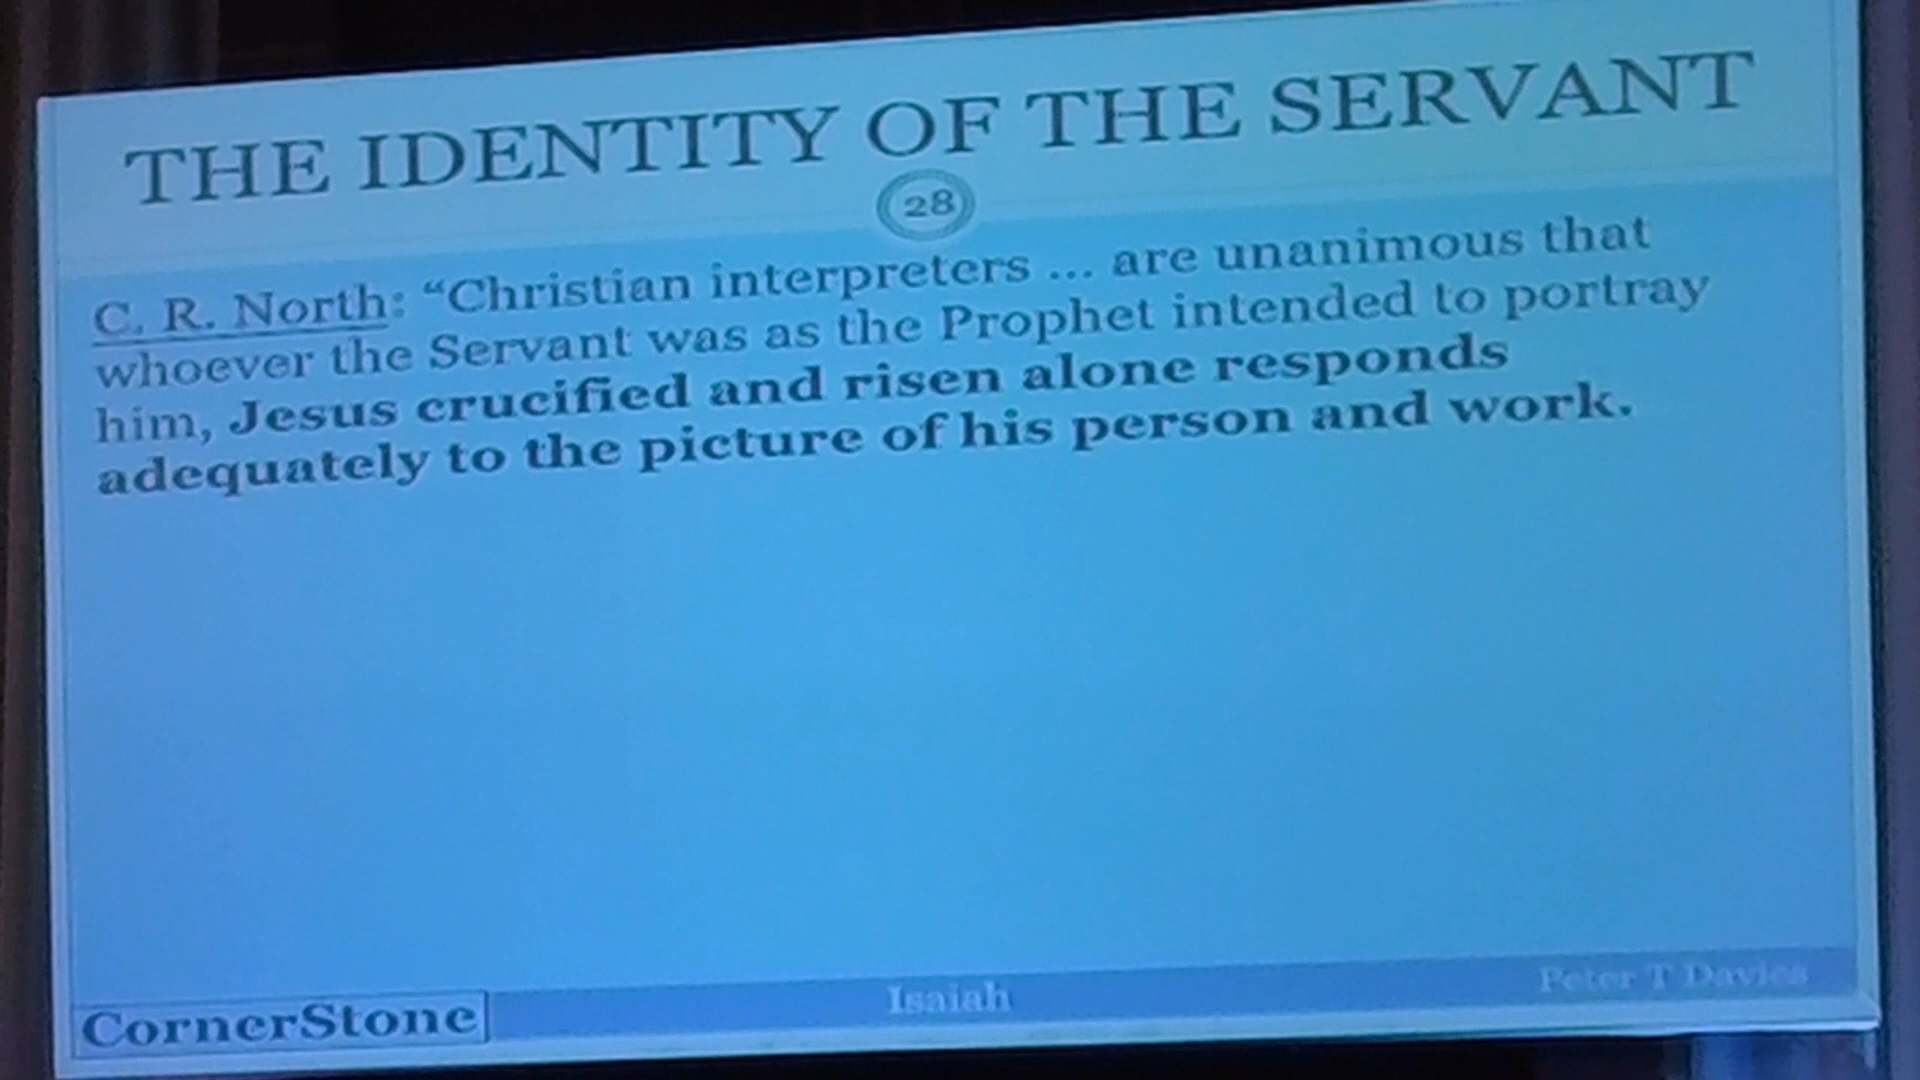 THE IDENTITY OF THE SERVANT
28
C. R. North: “Christian interpreters ... are unanimous that
whoever the Servant was as the Prophet intended to portray
him, Jesus crucified and risen alone responds
adequately to the picture of his person and work.
CornerStone
Isaiah
Peter T Davies